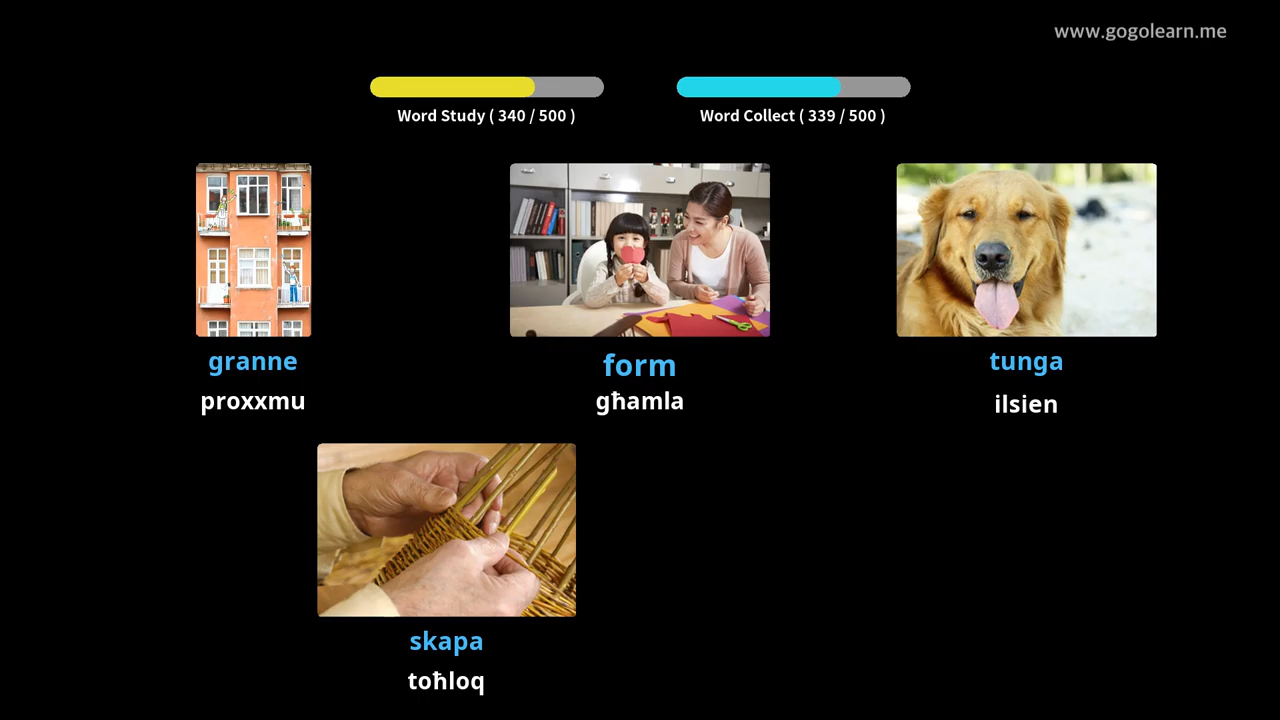 www.gogolearn.me
Word Study ( 340 / 500 )
Word Collect ( 339 / 500 )
granne
proxxmu
form
għamla
tunga
ilsien
skapa
toħloq